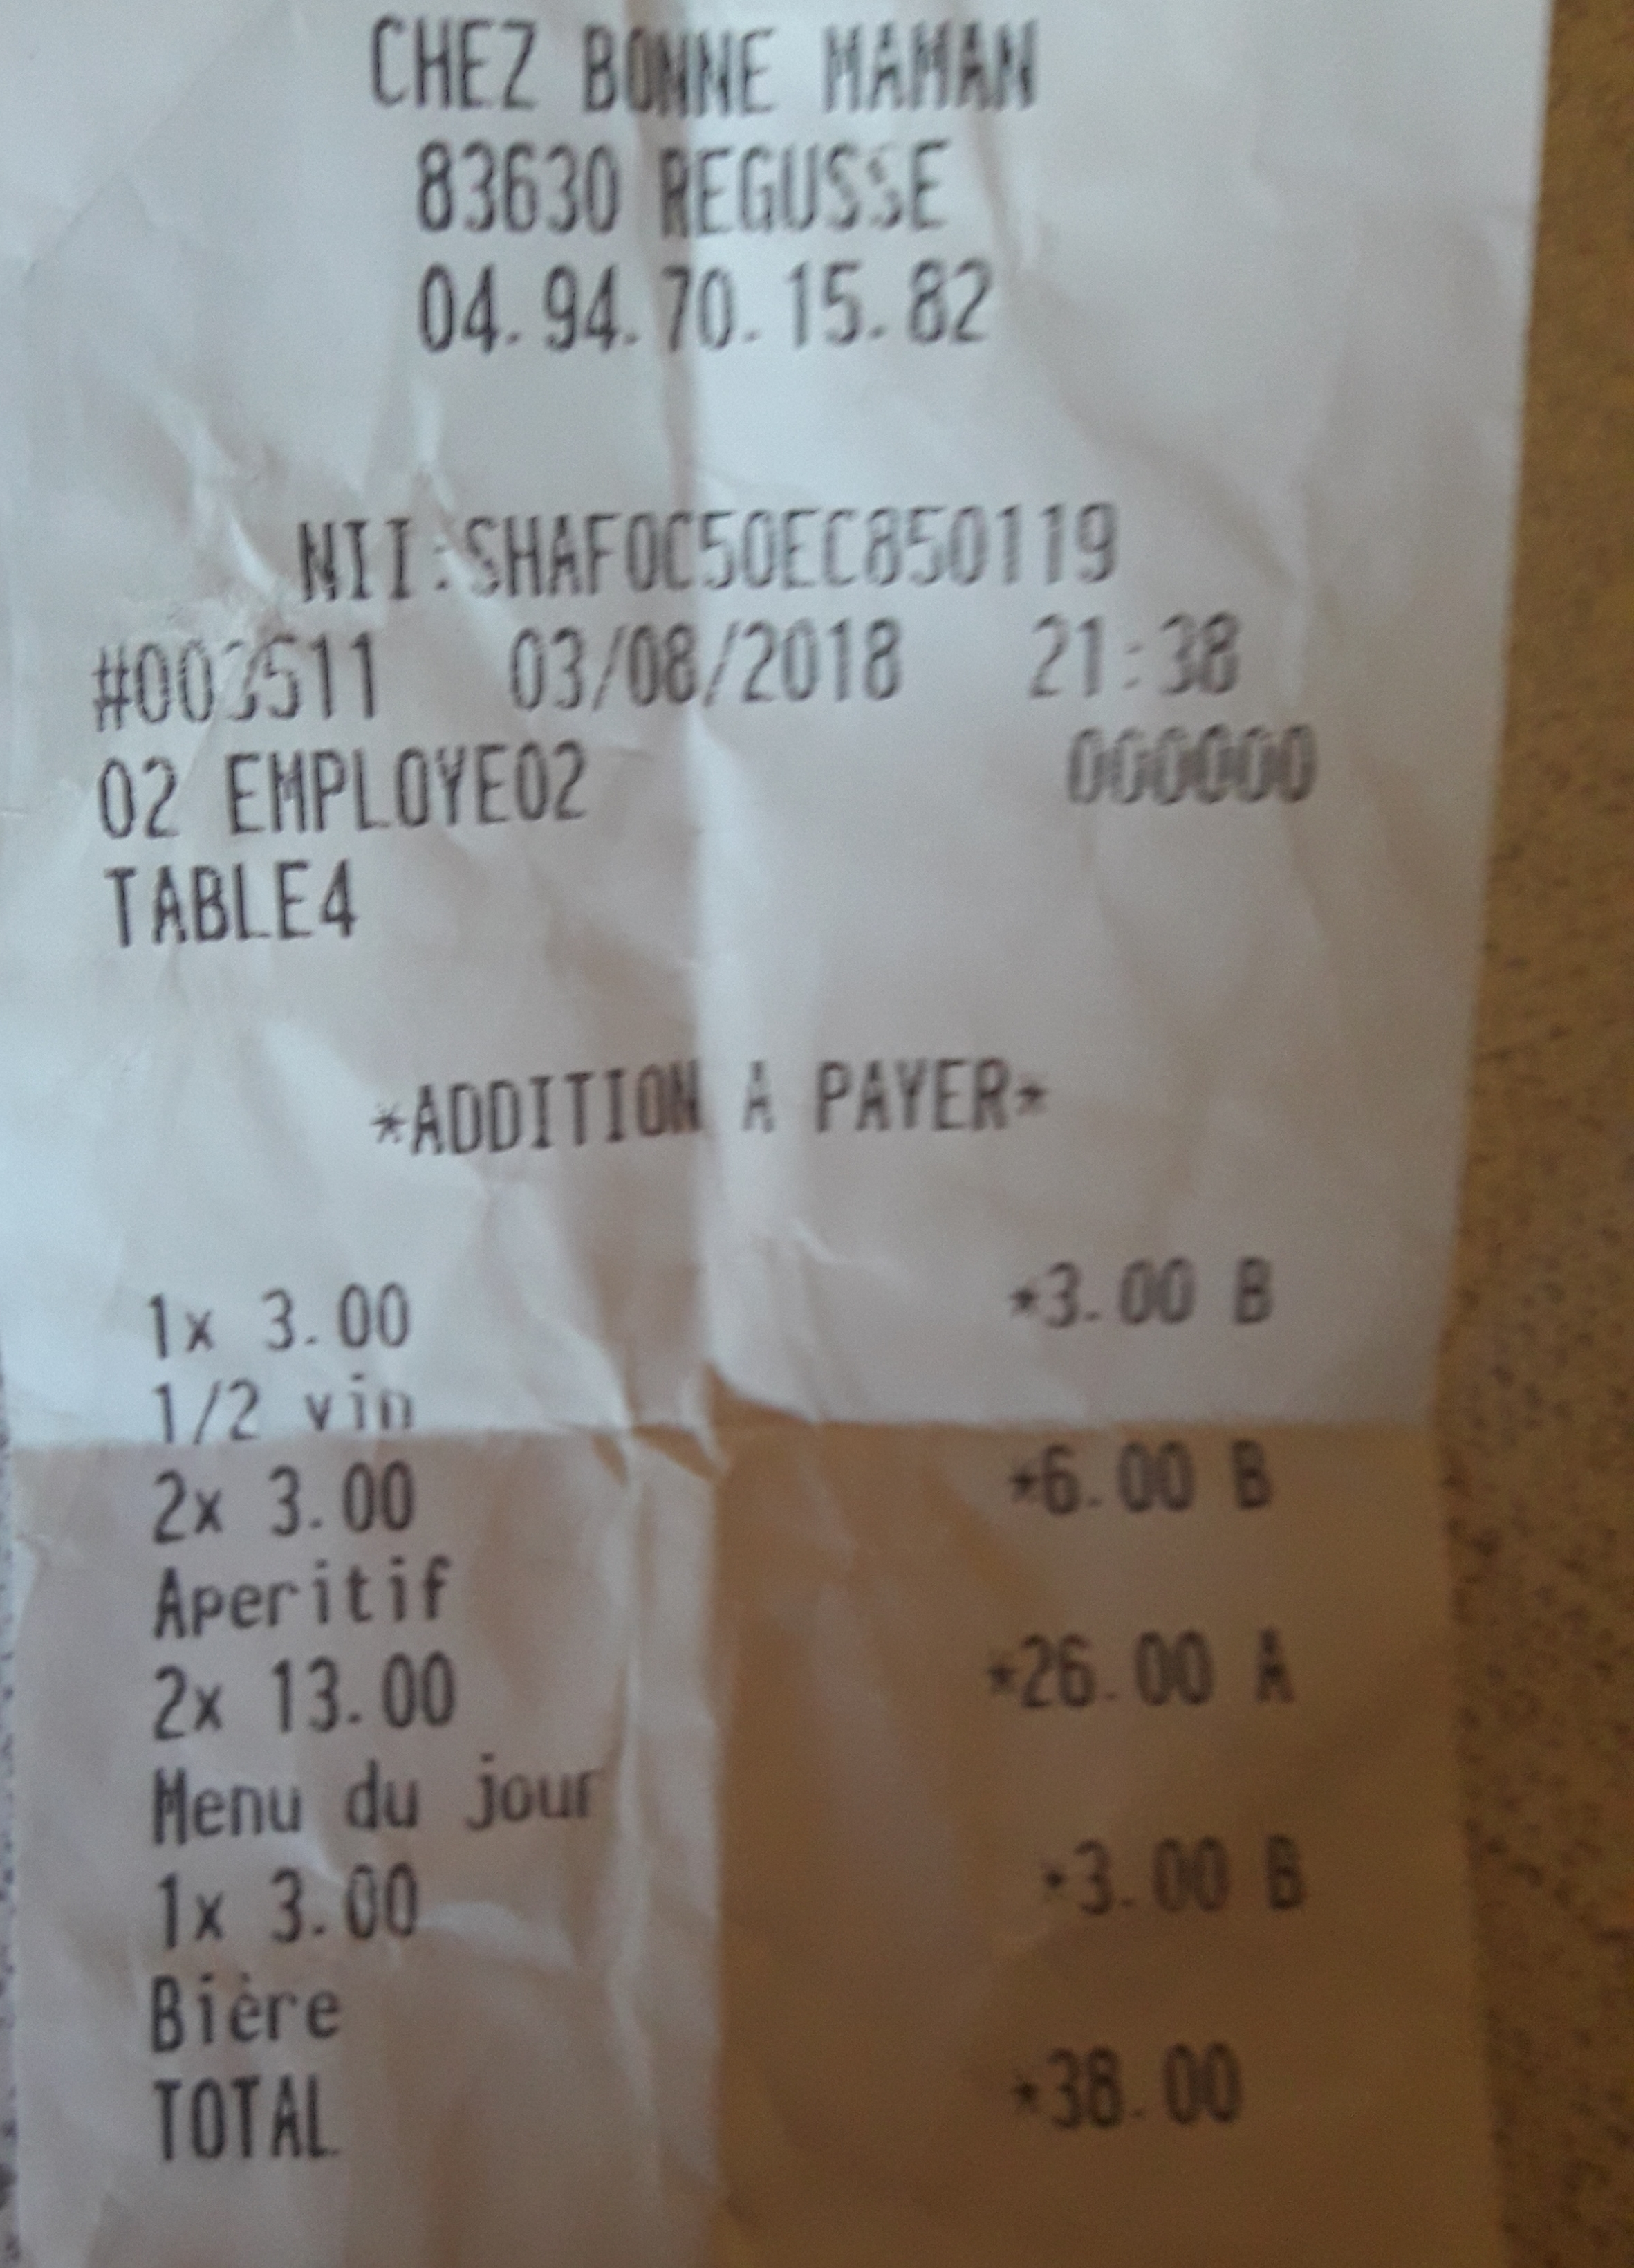 CHEZ BONNE MAMAN
83630 REGUSSE
04.94.70.15.82
NII:SHAF0C50EC850119
#003511 03/08/2018 21:38
02 EMPLOYE02 000000
TABLE4
*ADDITION A PAYER*
1x 3.00 *3.00 B
1/2 vin
2x 3.00 *6.00 B
Aperitif
2x 13.00 *26.00 A
Menu du jour
1x 3.00 *3.00 B
Bière
TOTAL *38.00